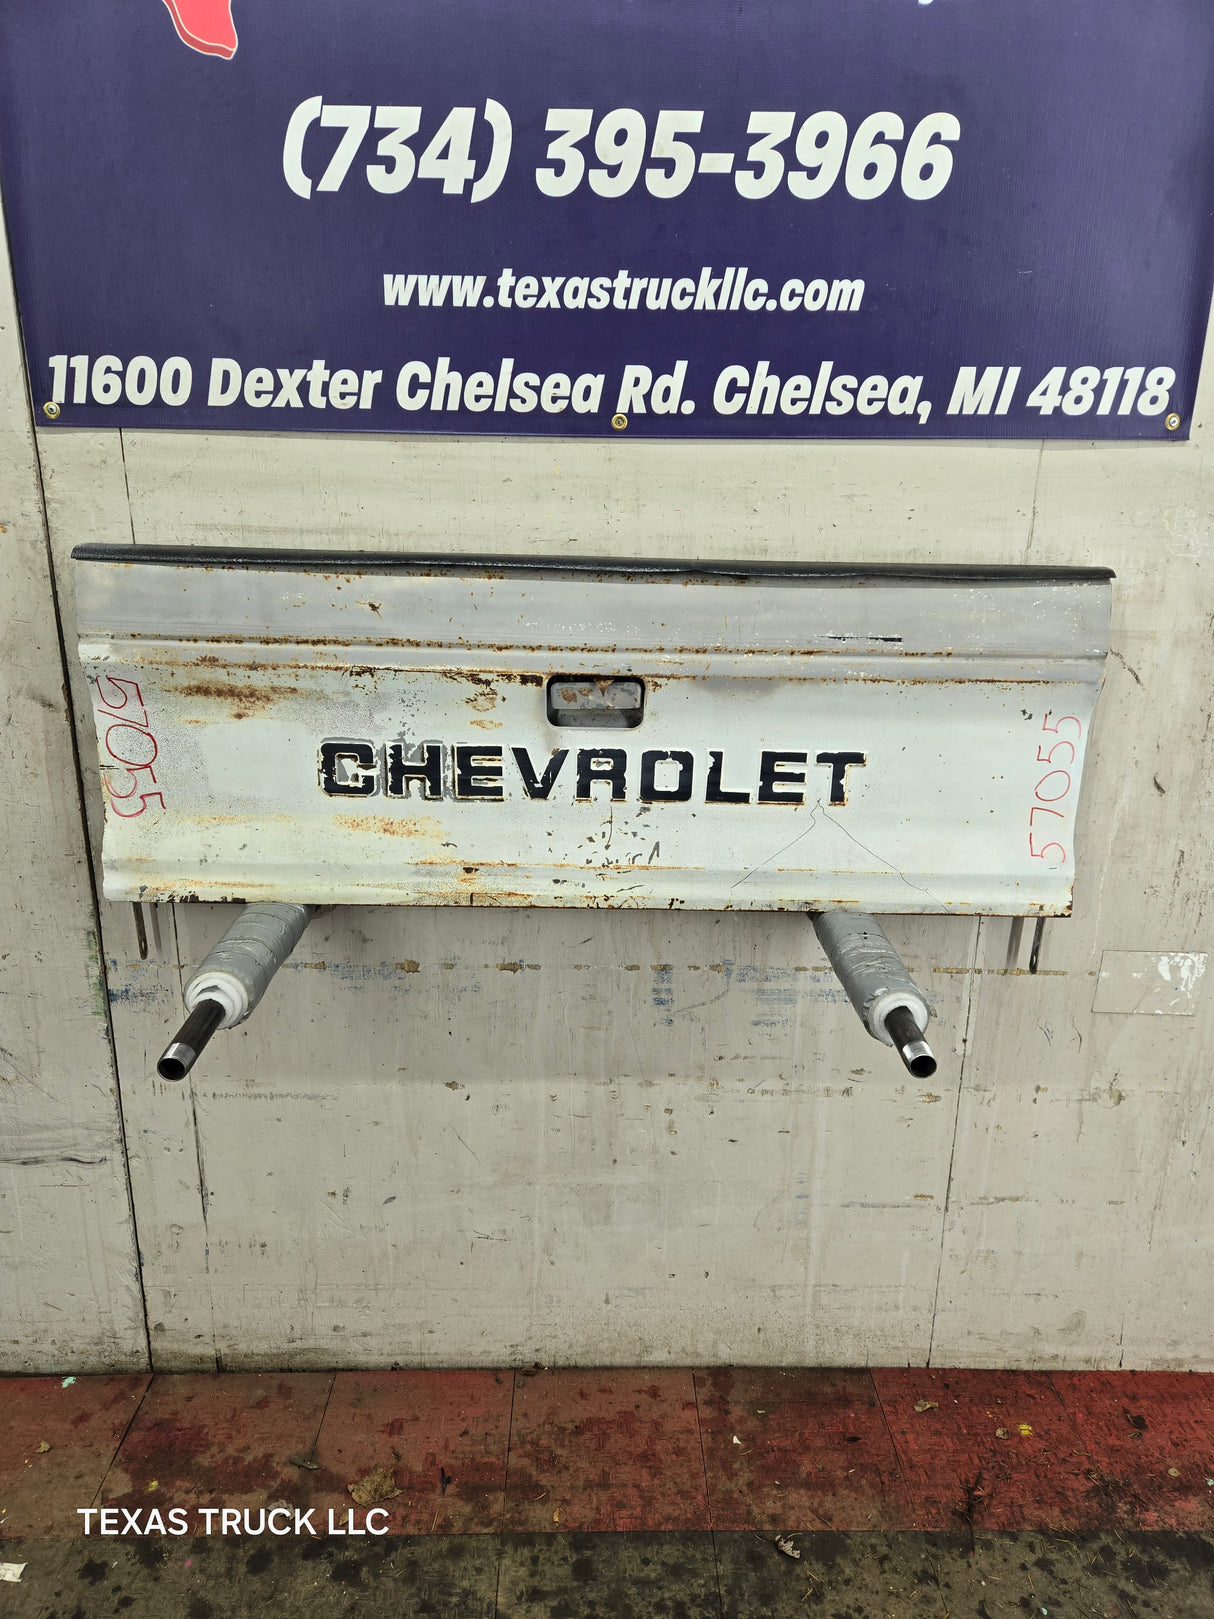 (734) 395-3966
www.texastruckllc.com
11600 Dexter Chelsea Rd. Chelsea, MI 48118
57055
CHEVROLET
57055
TEXAS TRUCK LLC